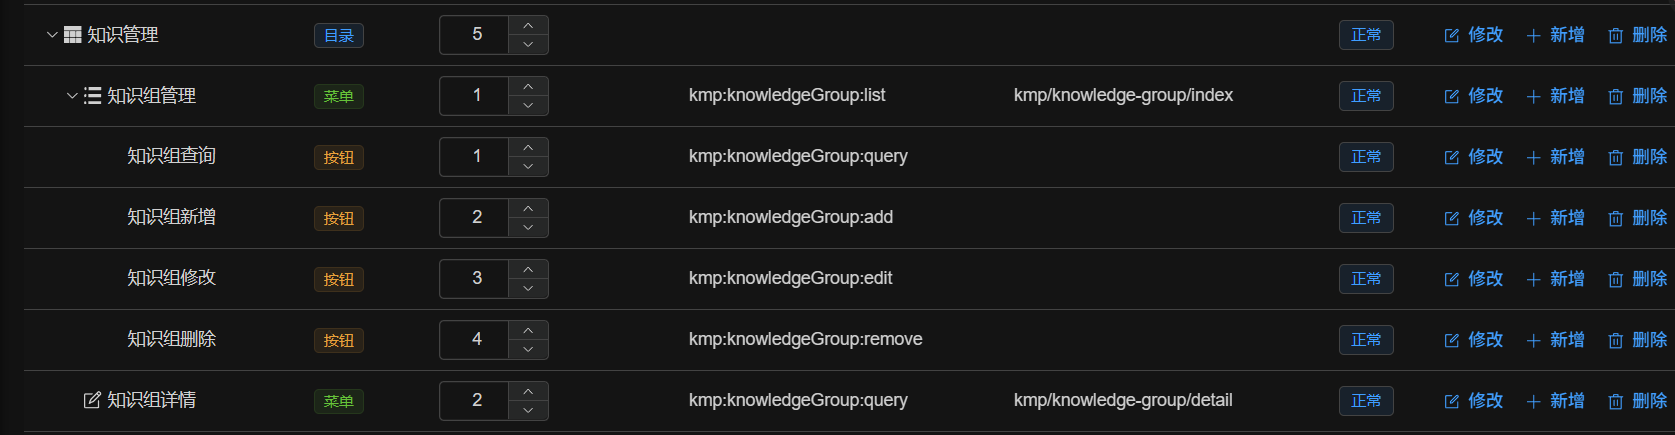 知识管理 目录 5 正常 修改 新增 删除
知识组管理 菜单 1 kmp:knowledgeGroup:list kmp/knowledge-group/index 正常 修改 新增 删除
知识组查询 按钮 1 kmp:knowledgeGroup:query 正常 修改 新增 删除
知识组新增 按钮 2 kmp:knowledgeGroup:add 正常 修改 新增 删除
知识组修改 按钮 3 kmp:knowledgeGroup:edit 正常 修改 新增 删除
知识组删除 按钮 4 kmp:knowledgeGroup:remove 正常 修改 新增 删除
知识组详情 菜单 2 kmp:knowledgeGroup:query kmp/knowledge-group/detail 正常 修改 新增 删除